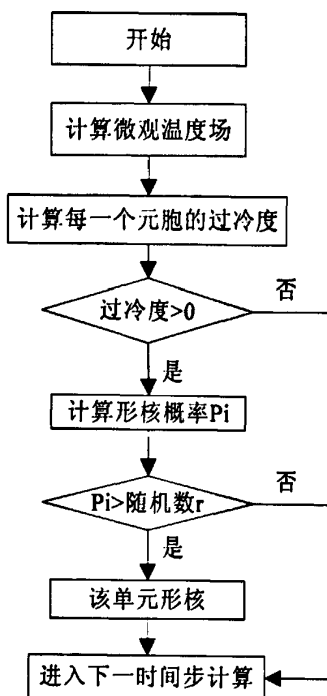 开始
计算微观温度场
计算每一个元胞的过冷度
过冷度>0
否
是
计算形核概率Pi
Pi>随机数r
否
是
该单元形核
进入下一时间步计算